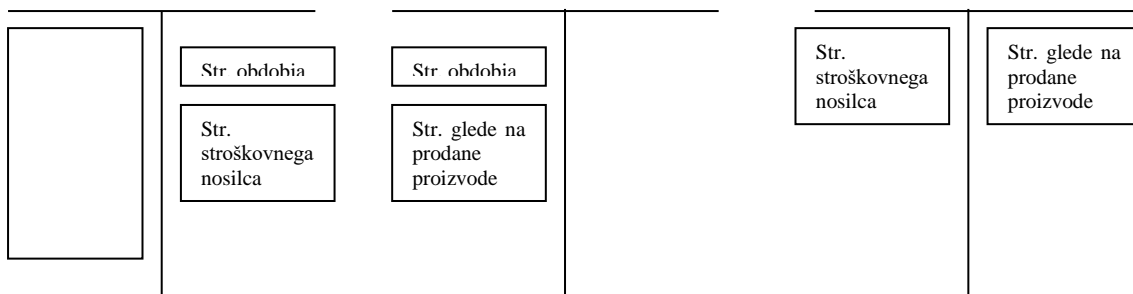 Str. obdobja
Str.
stroškovnega
nosilca
Str. obdobja
Str. glede na
prodane
proizvode
Str.
stroškovnega
nosilca
Str. glede na
prodane
proizvode